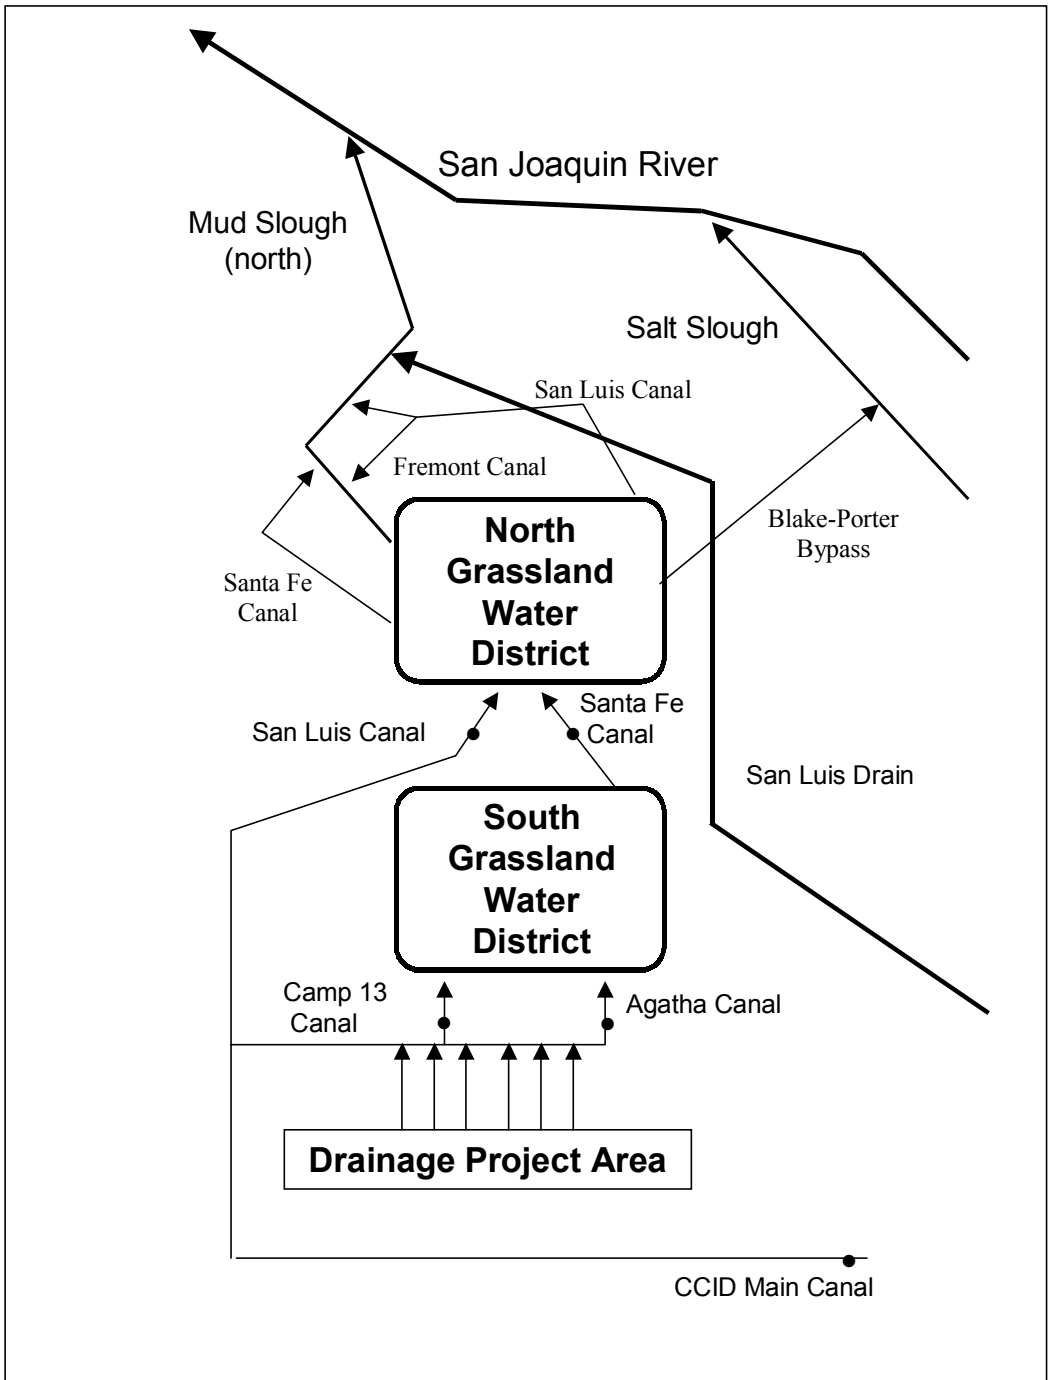 San Joaquin River
Mud Slough
(north)
Salt Slough
San Luis Canal
Fremont Canal
Blake-Porter
Bypass
North
Grassland
Water
District
Santa Fe
Canal
San Luis Canal
Santa Fe
Canal
San Luis Drain
South
Grassland
Water
District
Camp 13
Canal
Agatha Canal
Drainage Project Area
CCID Main Canal